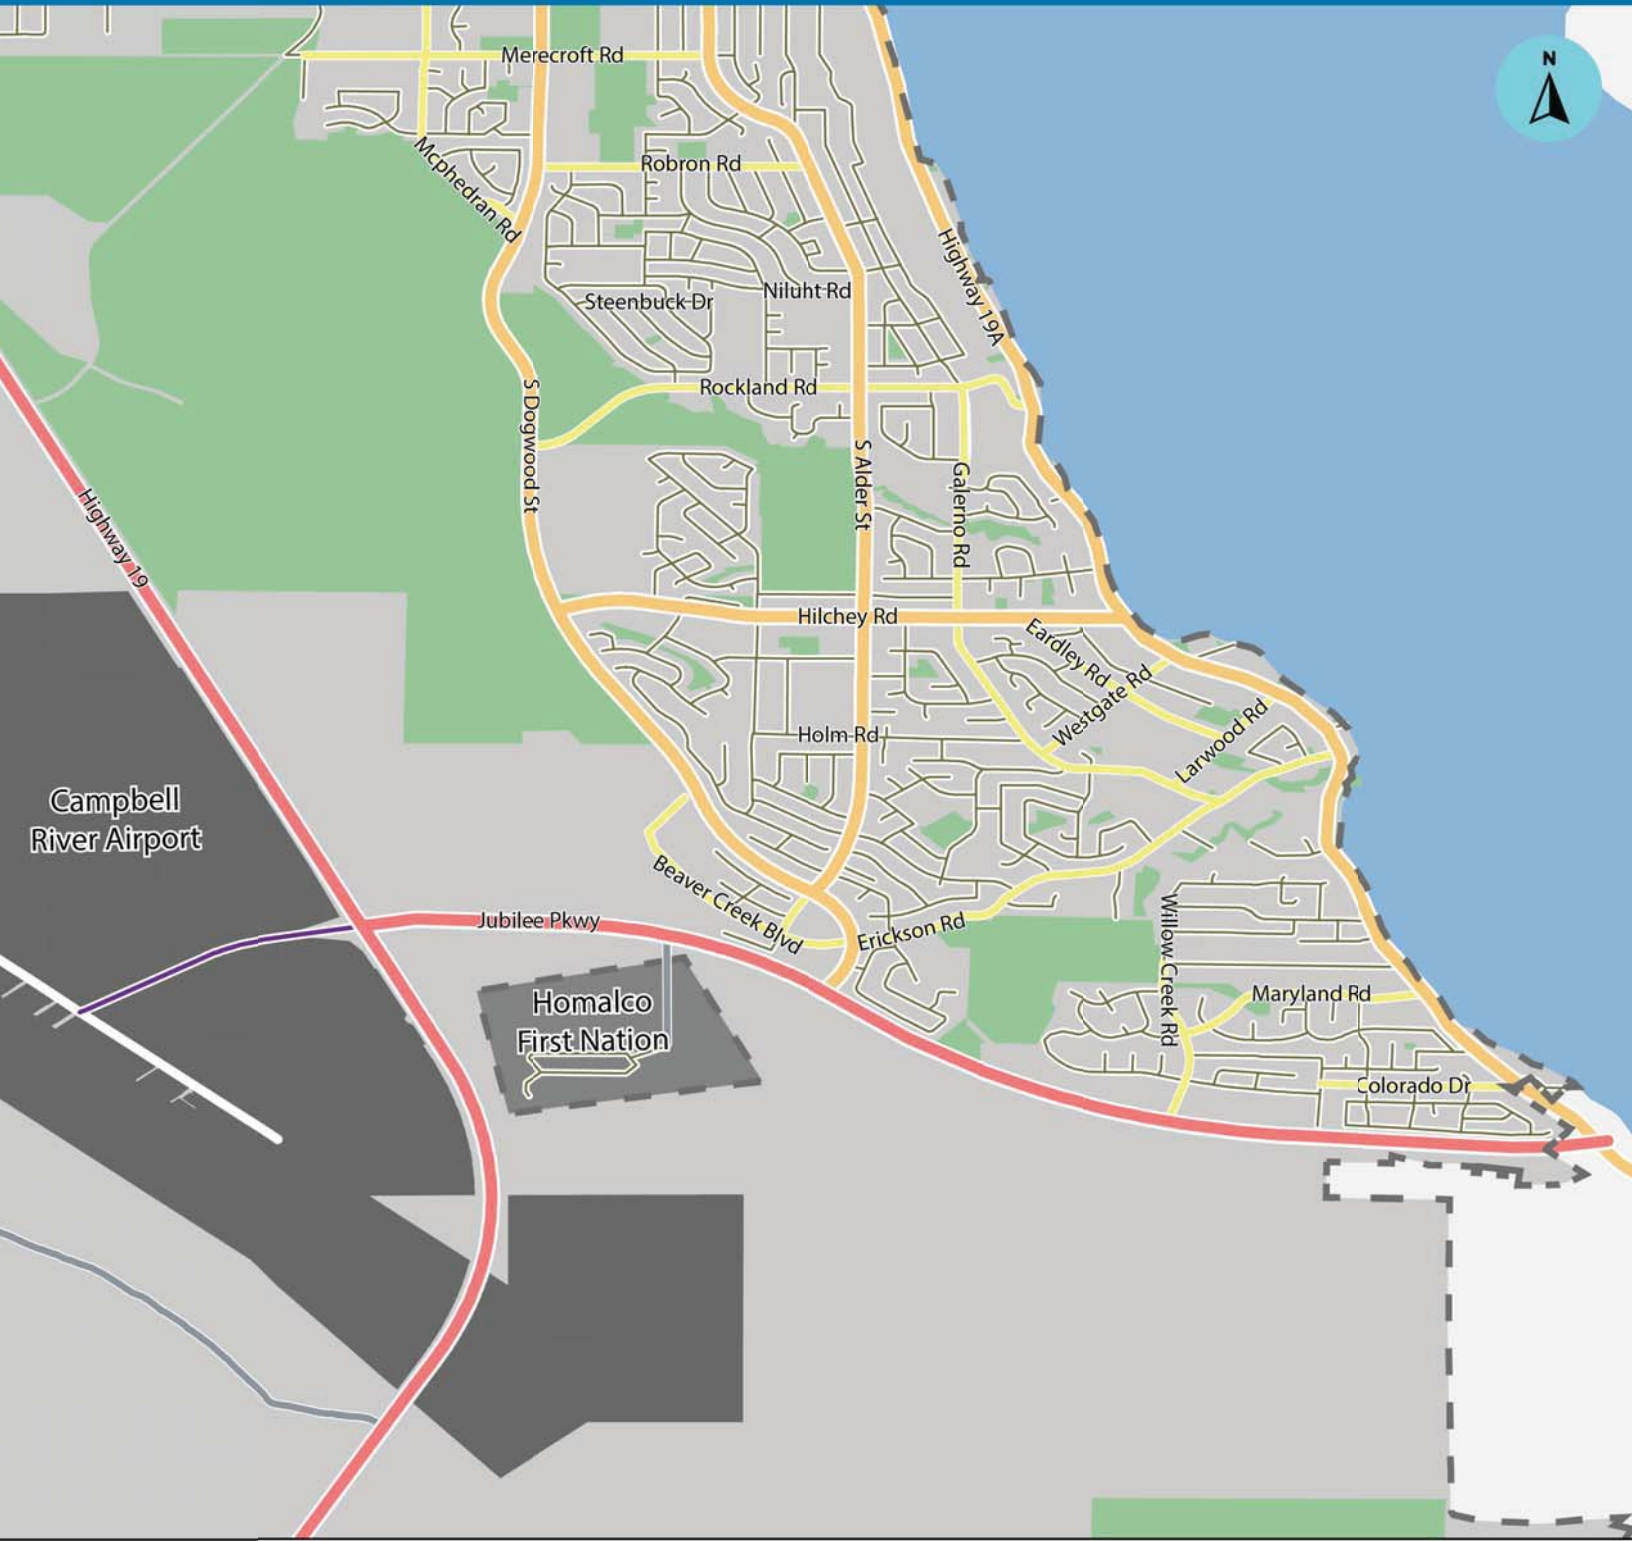 N
Merecroft Rd
Robron Rd
Mcphedran Rd
Highway 19A
Steenbuck Dr
Niluht Rd
Rockland Rd
S Dogwood St
S Alder St
Galerno Rd
Highway 19
Hilchey Rd
Eardley Rd
Westgate Rd
Larwood Rd
Holm Rd
Campbell
River Airport
Beaver Creek Blvd
Jubilee Pkwy
Erickson Rd
Willow Creek Rd
Homalco
First Nation
Maryland Rd
Colorado Dr